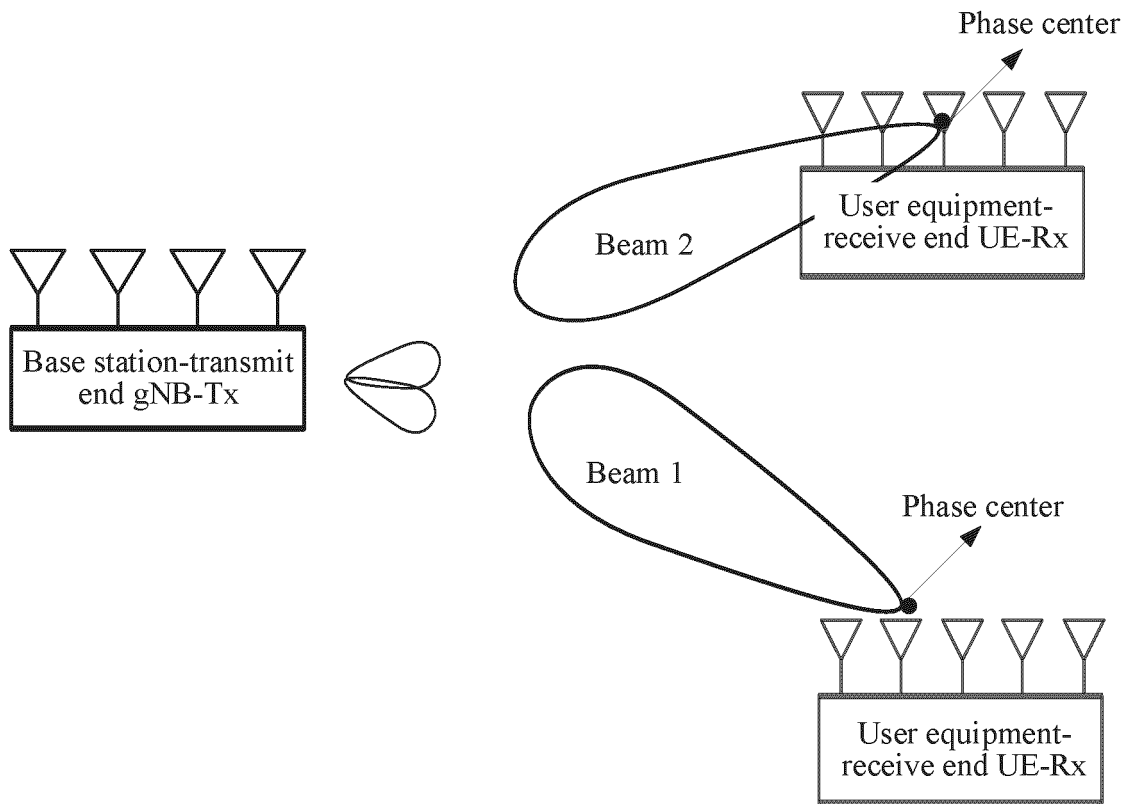 Phase center
User equipment-
receive end UE-Rx
Beam 2
Base station-transmit
end gNB-Tx
Beam 1
Phase center
User equipment-
receive end UE-Rx